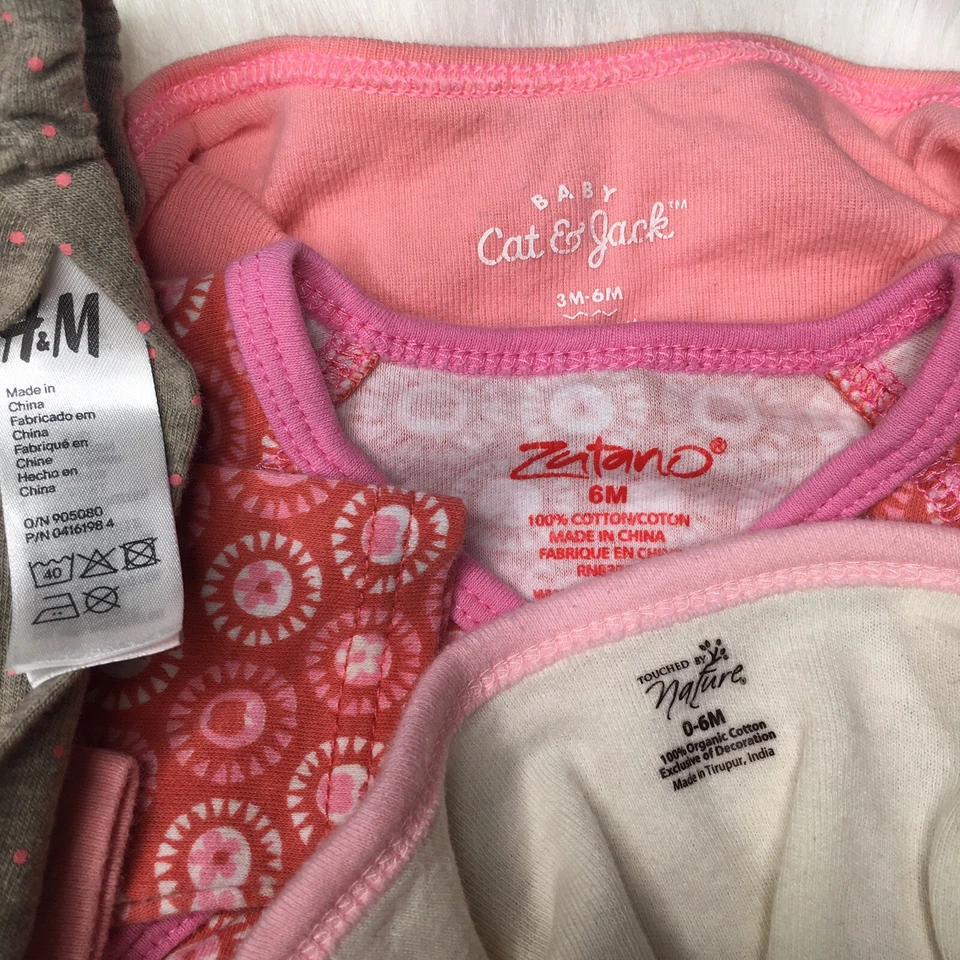 BABY
Cat & Jack™
3M-6M
H&M
Made in
China
Fabricado em
China
Fabriqué en
Chine
Hecho en
China
O/N 905080
P/N 0416198 4
40
Zutano®
6M
100% COTTON/COTON
MADE IN CHINA
FABRIQUE EN
TOUCHED BY
Nature®
0-6M
100% Organic Cotton
Exclusive of Decoration
Made in Tirupur, India